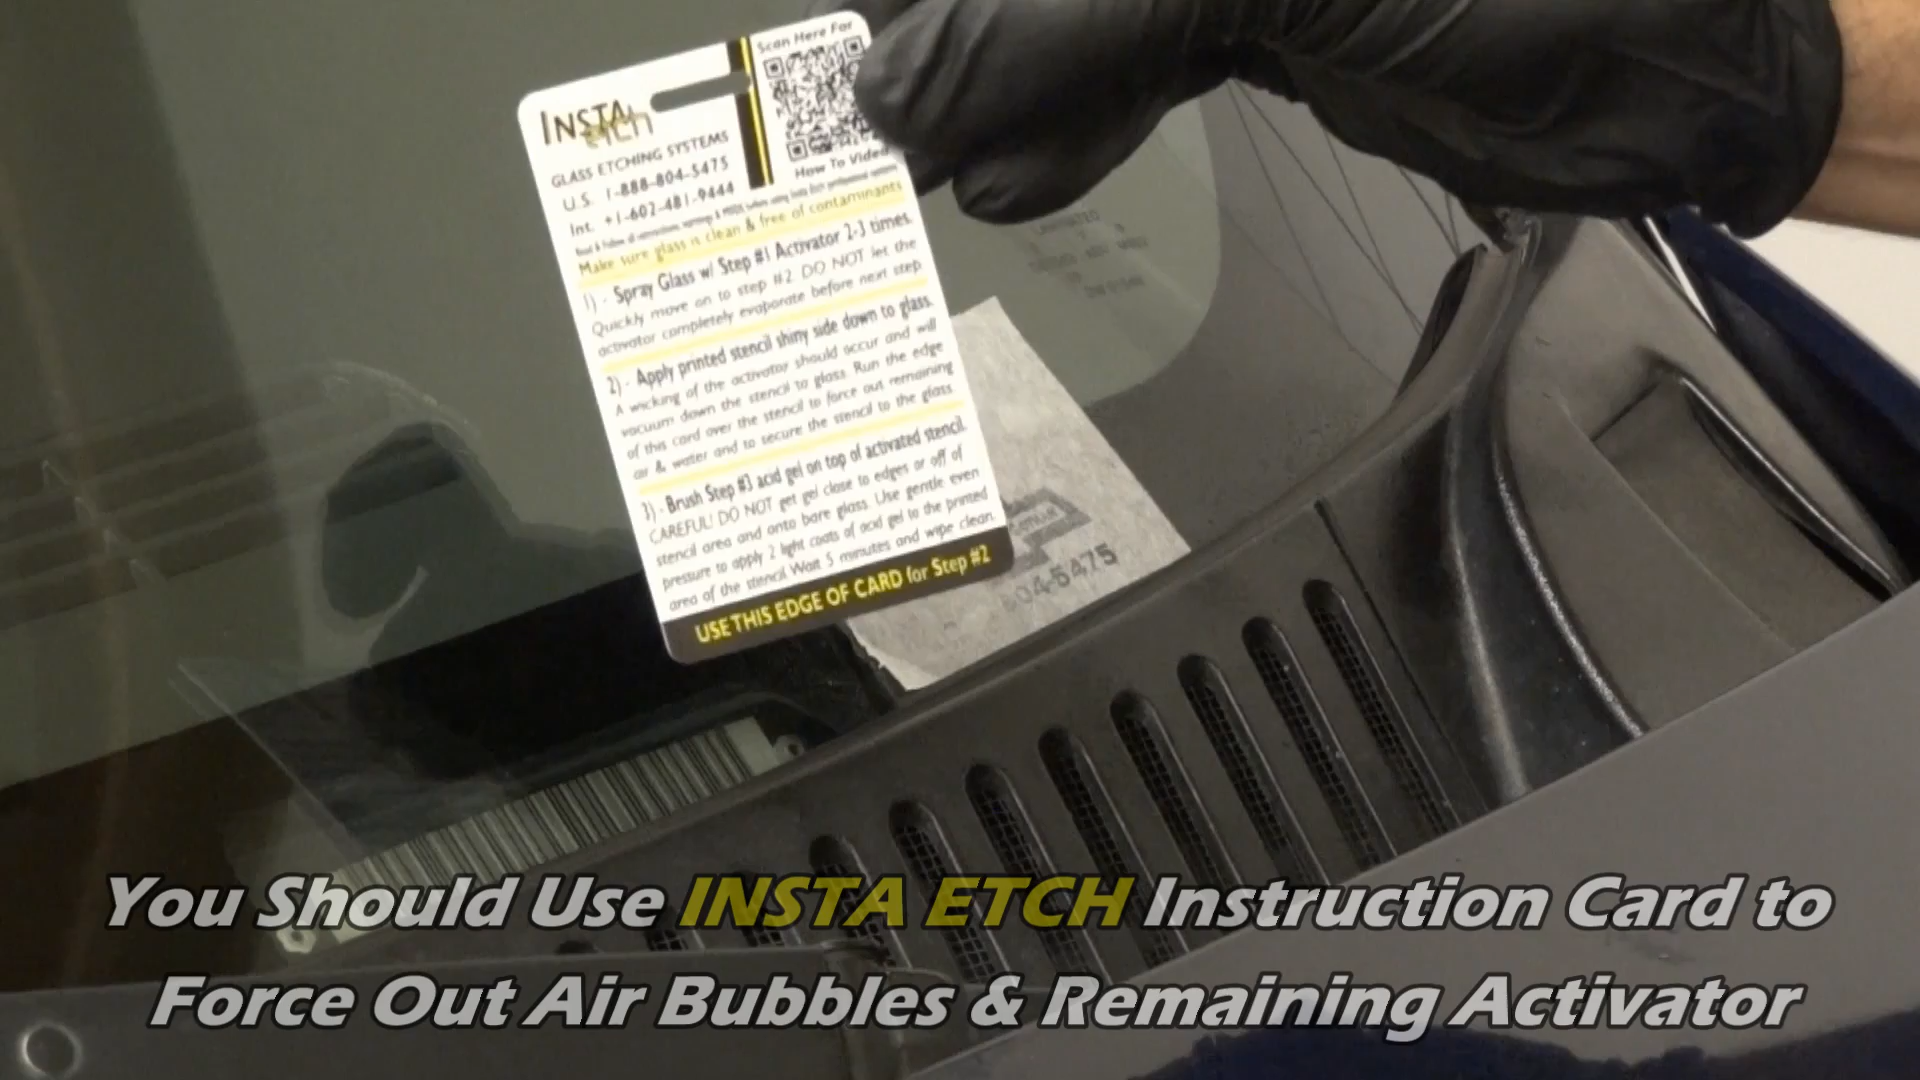 Scan Here For
INSTA
etch
GLASS ETCHING SYSTEMS
U.S. 1-888-804-5475
Int. +1-602-481-9444
How To Video
Make sure glass is clean & free of contaminants
1) - Spray Glass w/ Step #1 Activator 2-3 times.
Quickly move on to step #2. DO NOT let the
activator completely evaporate before next step
2) - Apply printed stencil shiny side down to glass.
A wicking of the activator should occur and will
vacuum down the stencil to glass. Run the edge
of this card over the stencil to force out remaining
air & water and to secure the stencil to the glass.
3) - Brush Step #3 acid gel on top of activated stencil.
CAREFUL! DO NOT get gel close to edges or off of
stencil area and onto bare glass. Use gentle even
pressure to apply 2 light coats of acid gel to the printed
area of the stencil Wait 5 minutes and wipe clean.
USE THIS EDGE OF CARD for Step #2
804-5475
You Should Use INSTA ETCH Instruction Card to
Force Out Air Bubbles & Remaining Activator